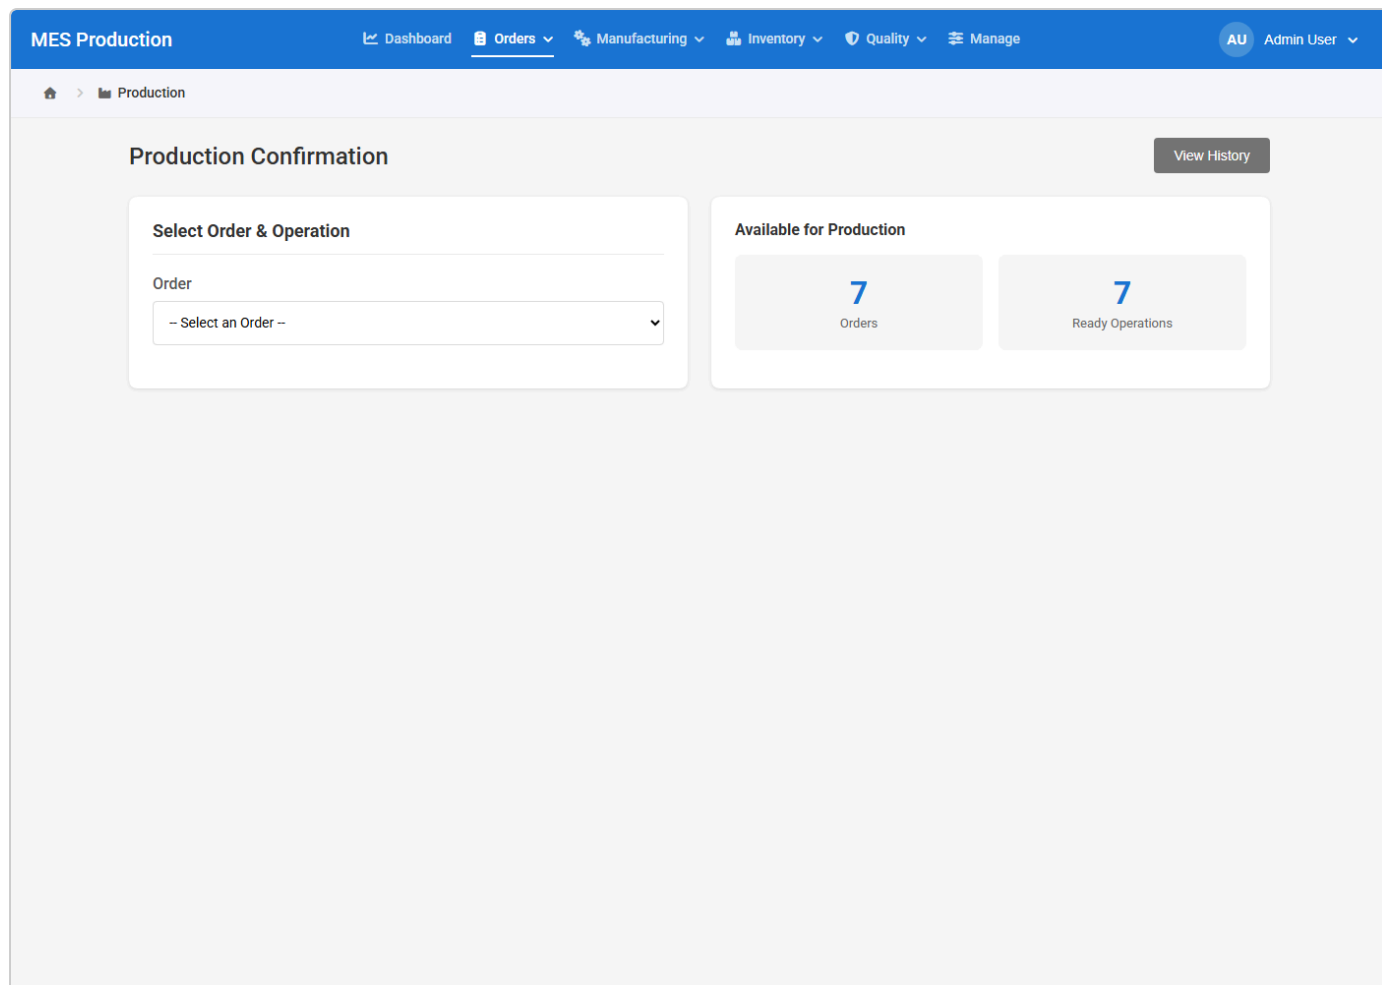 MES Production
Dashboard
Orders
Manufacturing
Inventory
Quality
Manage
AU
Admin User
Production
Production Confirmation
View History
Select Order & Operation
Order
-- Select an Order --
Available for Production
7
Orders
7
Ready Operations